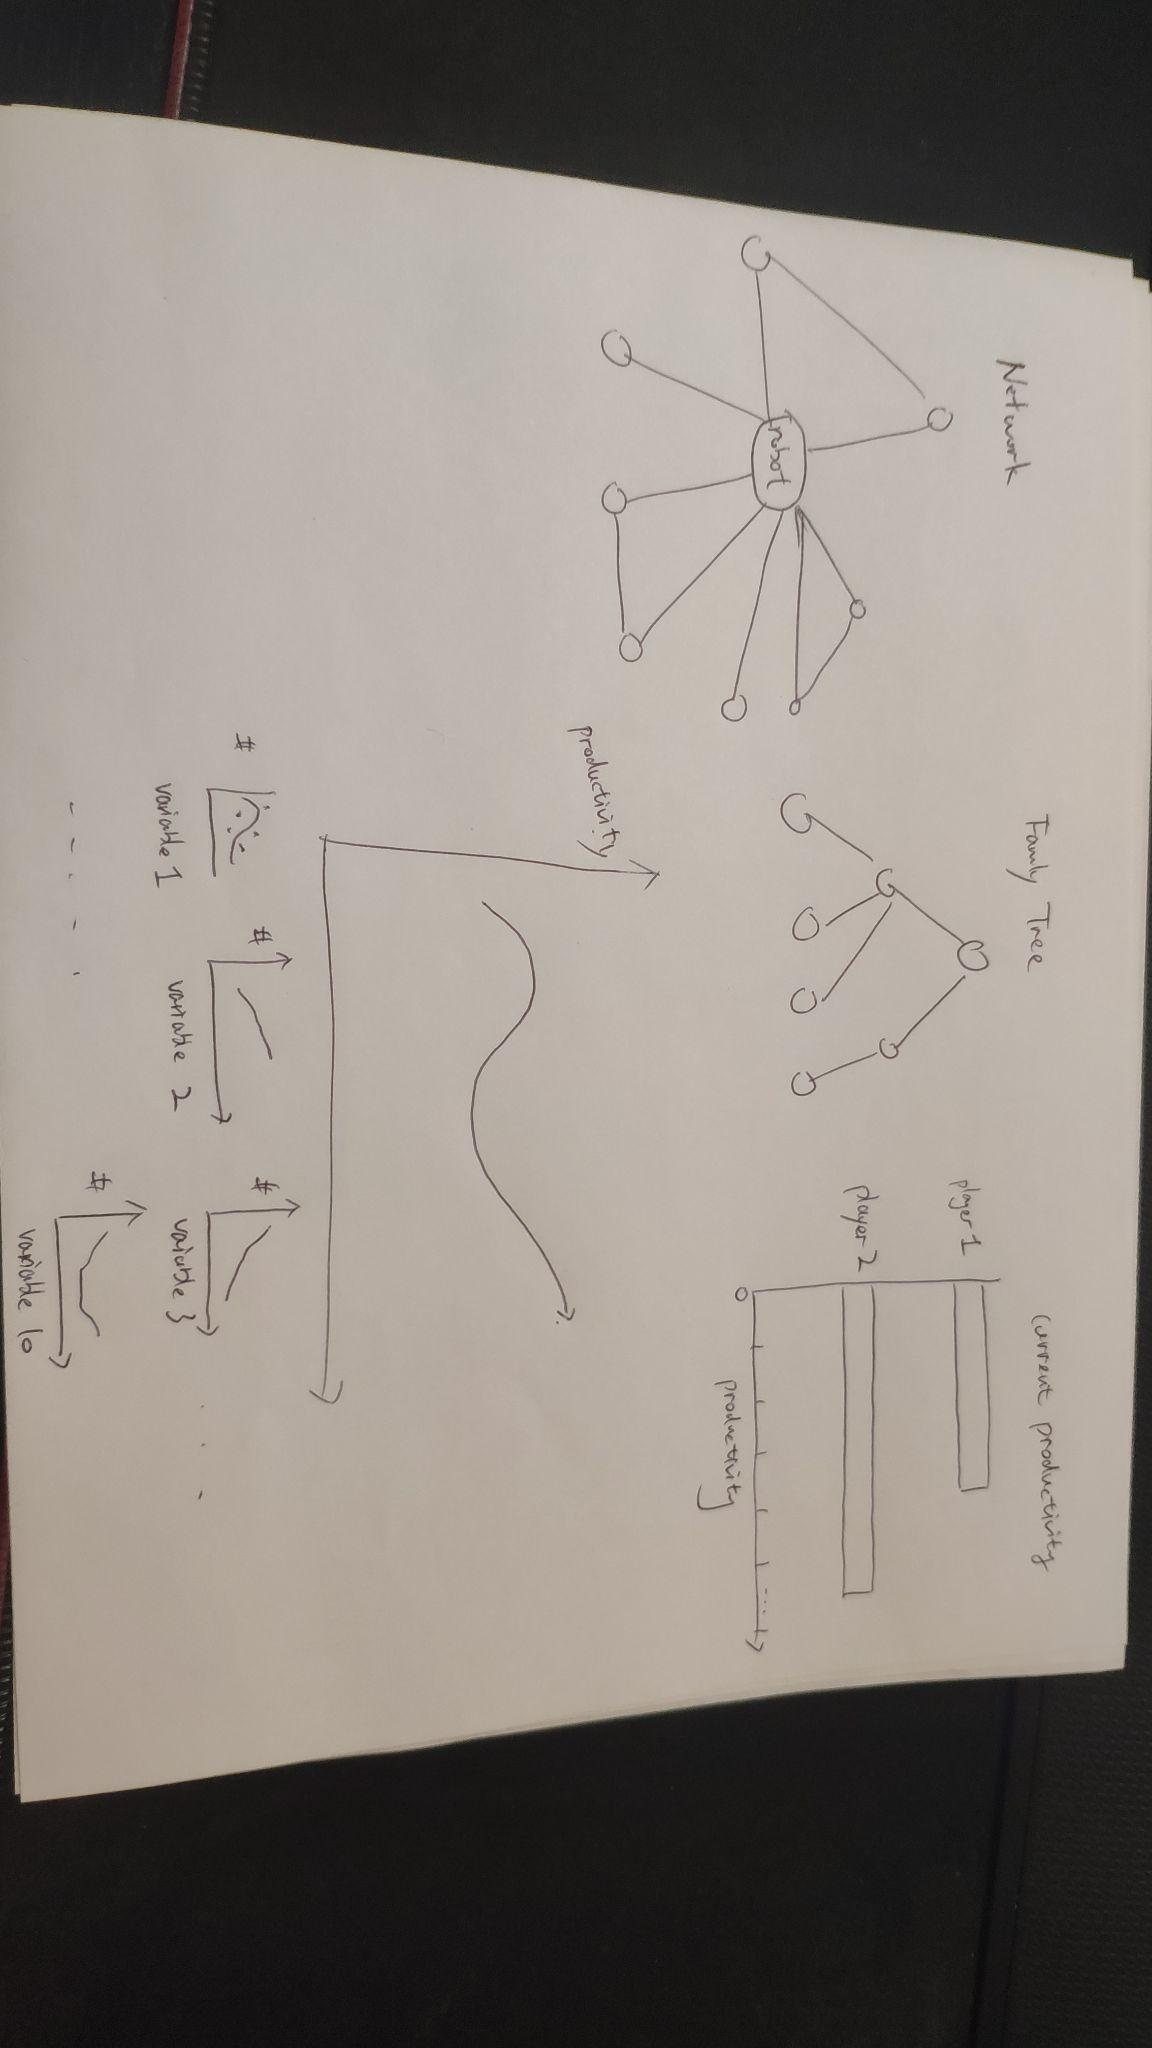 Network
Family Tree
Current productivity
robot
player 1
player 2
0
productivity
productivity
#
variable 1
#
variable 2
#
vaiable 3
#
variable 10